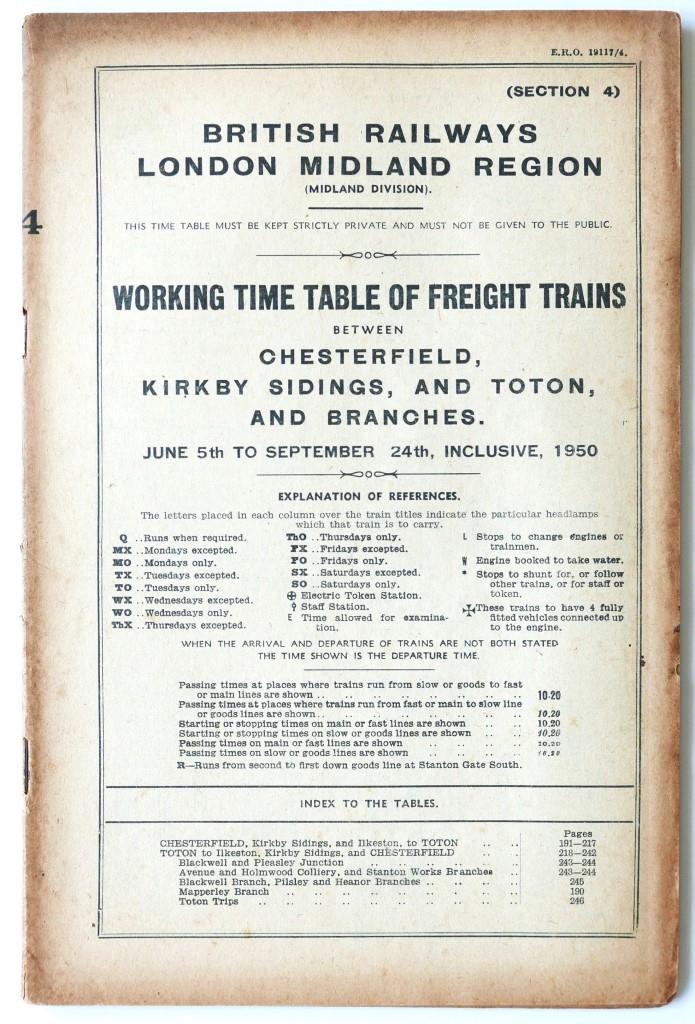 E.R.O. 19117/4.
(SECTION 4)
BRITISH RAILWAYS
LONDON MIDLAND REGION
(MIDLAND DIVISION).
4
THIS TIME TABLE MUST BE KEPT STRICTLY PRIVATE AND MUST NOT BE GIVEN TO THE PUBLIC.
WORKING TIME TABLE OF FREIGHT TRAINS
BETWEEN
CHESTERFIELD,
KIRKBY SIDINGS, AND TOTON,
AND BRANCHES.
JUNE 5th TO SEPTEMBER 24th, INCLUSIVE, 1950
EXPLANATION OF REFERENCES.
The letters placed in each column over the train titles indicate the particular headlamps
which that train is to carry.
Q ..Runs when required.
MX ..Mondays excepted.
MO ..Mondays only.
TX ..Tuesdays excepted.
TO ..Tuesdays only.
WX ..Wednesdays excepted.
WO ..Wednesdays only.
ThX ..Thursdays excepted.
ThO ..Thursdays only.
FX ..Fridays excepted.
FO ..Fridays only.
SX ..Saturdays excepted.
SO ..Saturdays only.
⊕ Electric Token Station.
Staff Station.
E Time allowed for examina-
tion.
L Stops to change engines or
trainmen.
W Engine booked to take water.
* Stops to shunt for, or follow
other trains, or for staff or
token.
✠These trains to have 4 fully
fitted vehicles connected up
to the engine.
WHEN THE ARRIVAL AND DEPARTURE OF TRAINS ARE NOT BOTH STATED
THE TIME SHOWN IS THE DEPARTURE TIME.
Passing times at places where trains run from slow or goods to fast
or main lines are shown .. .. .. .. .. .. .. 10·20
Passing times at places where trains run from fast or main to slow line
or goods lines are shown.. .. .. .. .. .. .. 10.20
Starting or stopping times on main or fast lines are shown .. .. 10.20
Starting or stopping times on slow or goods lines are shown .. .. 10.20
Passing times on main or fast lines are shown .. .. .. .. 10.20
Passing times on slow or goods lines are shown .. .. .. .. 10.20
R—Runs from second to first down goods line at Stanton Gate South.
INDEX TO THE TABLES.
Pages
CHESTERFIELD, Kirkby Sidings, and Ilkeston, to TOTON .. .. 191—217
TOTON to Ilkeston, Kirkby Sidings, and CHESTERFIELD .. .. 218—242
Blackwell and Pleasley Junction .. .. .. .. .. .. 243—244
Avenue and Holmwood Colliery, and Stanton Works Branches .. 243—244
Blackwell Branch, Pilsley and Heanor Branches .. .. .. .. 245
Mapperley Branch .. .. .. .. .. .. .. .. 190
Toton Trips .. .. .. .. .. .. .. .. .. 246